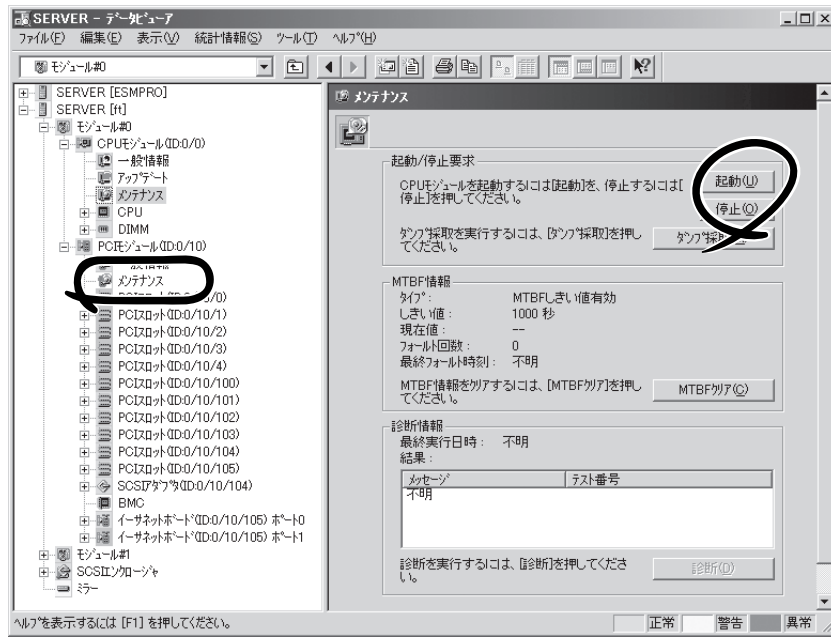 SERVER - データビューア
ファイル(F) 編集(E) 表示(V) 統計情報(S) ツール(T) ヘルプ(H)
モジュール#0
SERVER [ESMPRO]
SERVER [ft]
モジュール#0
CPUモジュール(ID:0/0)
一般情報
アップデート
メンテナンス
CPU
DIMM
PCIモジュール(ID:0/10)
一般情報
メンテナンス
PCIスロット(ID:0/10/0)
PCIスロット(ID:0/10/1)
PCIスロット(ID:0/10/2)
PCIスロット(ID:0/10/3)
PCIスロット(ID:0/10/4)
PCIスロット(ID:0/10/100)
PCIスロット(ID:0/10/101)
PCIスロット(ID:0/10/102)
PCIスロット(ID:0/10/103)
PCIスロット(ID:0/10/104)
PCIスロット(ID:0/10/105)
SCSIアダプタ(ID:0/10/104)
BMC
イーサネットボード(ID:0/10/105) ポート0
イーサネットボード(ID:0/10/105) ポート1
モジュール#1
SCSIエンクロージャ
ミラー
メンテナンス
起動/停止要求
CPUモジュールを起動するには[起動]を、停止するには[
停止]を押してください。
起動(U)
停止(O)
ダンプ採取を実行するには、[ダンプ採取]を押し
てください。
ダンプ採取
MTBF情報
タイプ: MTBFしきい値有効
しきい値: 1000 秒
現在値: --
フォールト回数: 0
最終フォールト時刻: 不明
MTBF情報をクリアするには、[MTBFクリア]を押し
てください。
MTBFクリア(C)
診断情報
最終実行日時: 不明
結果:
メッセージ テスト番号
不明
診断を実行するには、[診断]を押してくださ
い。
診断(D)
ヘルプを表示するには [F1] を押してください。
正常 警告 異常